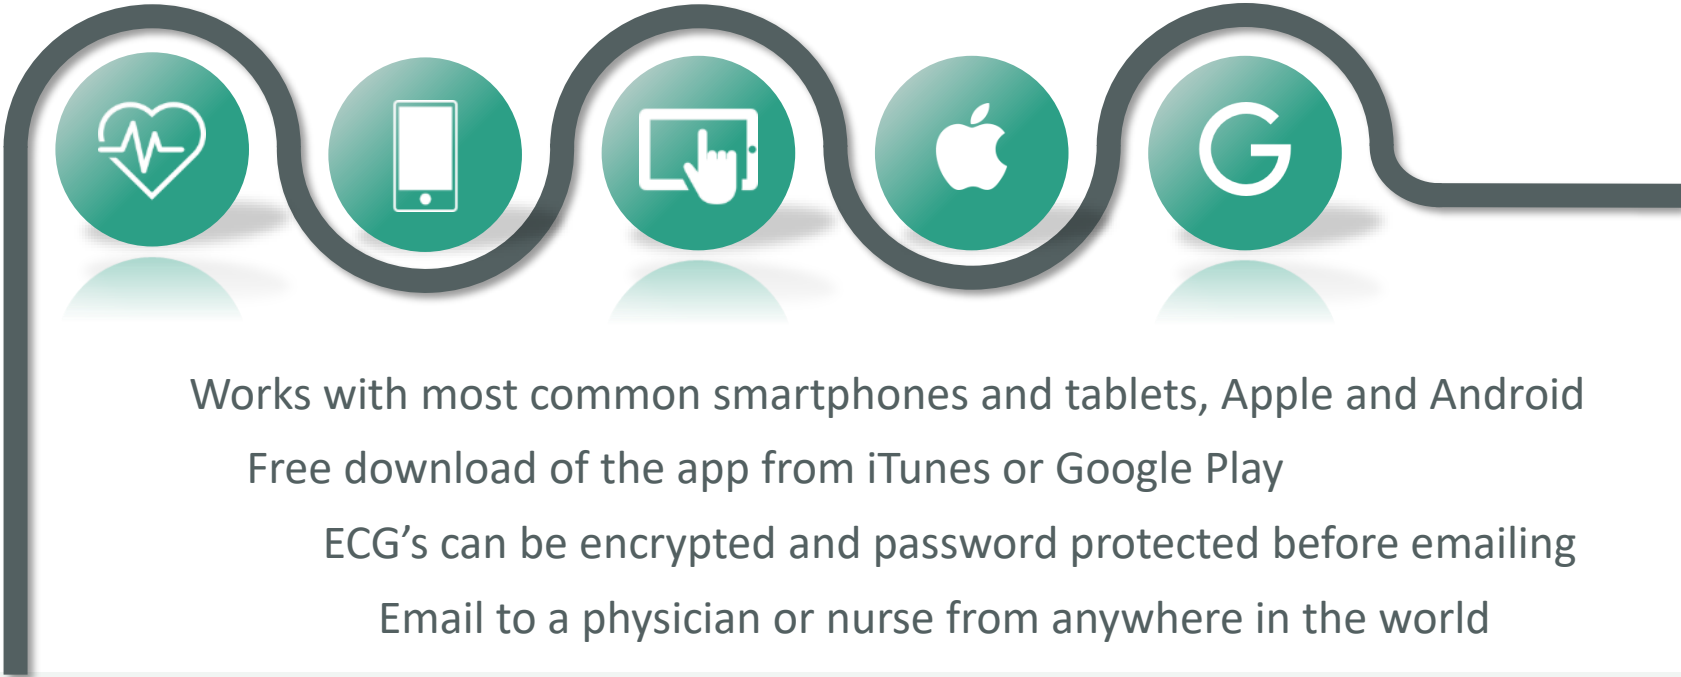 Works with most common smartphones and tablets, Apple and Android
Free download of the app from iTunes or Google Play
ECG’s can be encrypted and password protected before emailing
Email to a physician or nurse from anywhere in the world